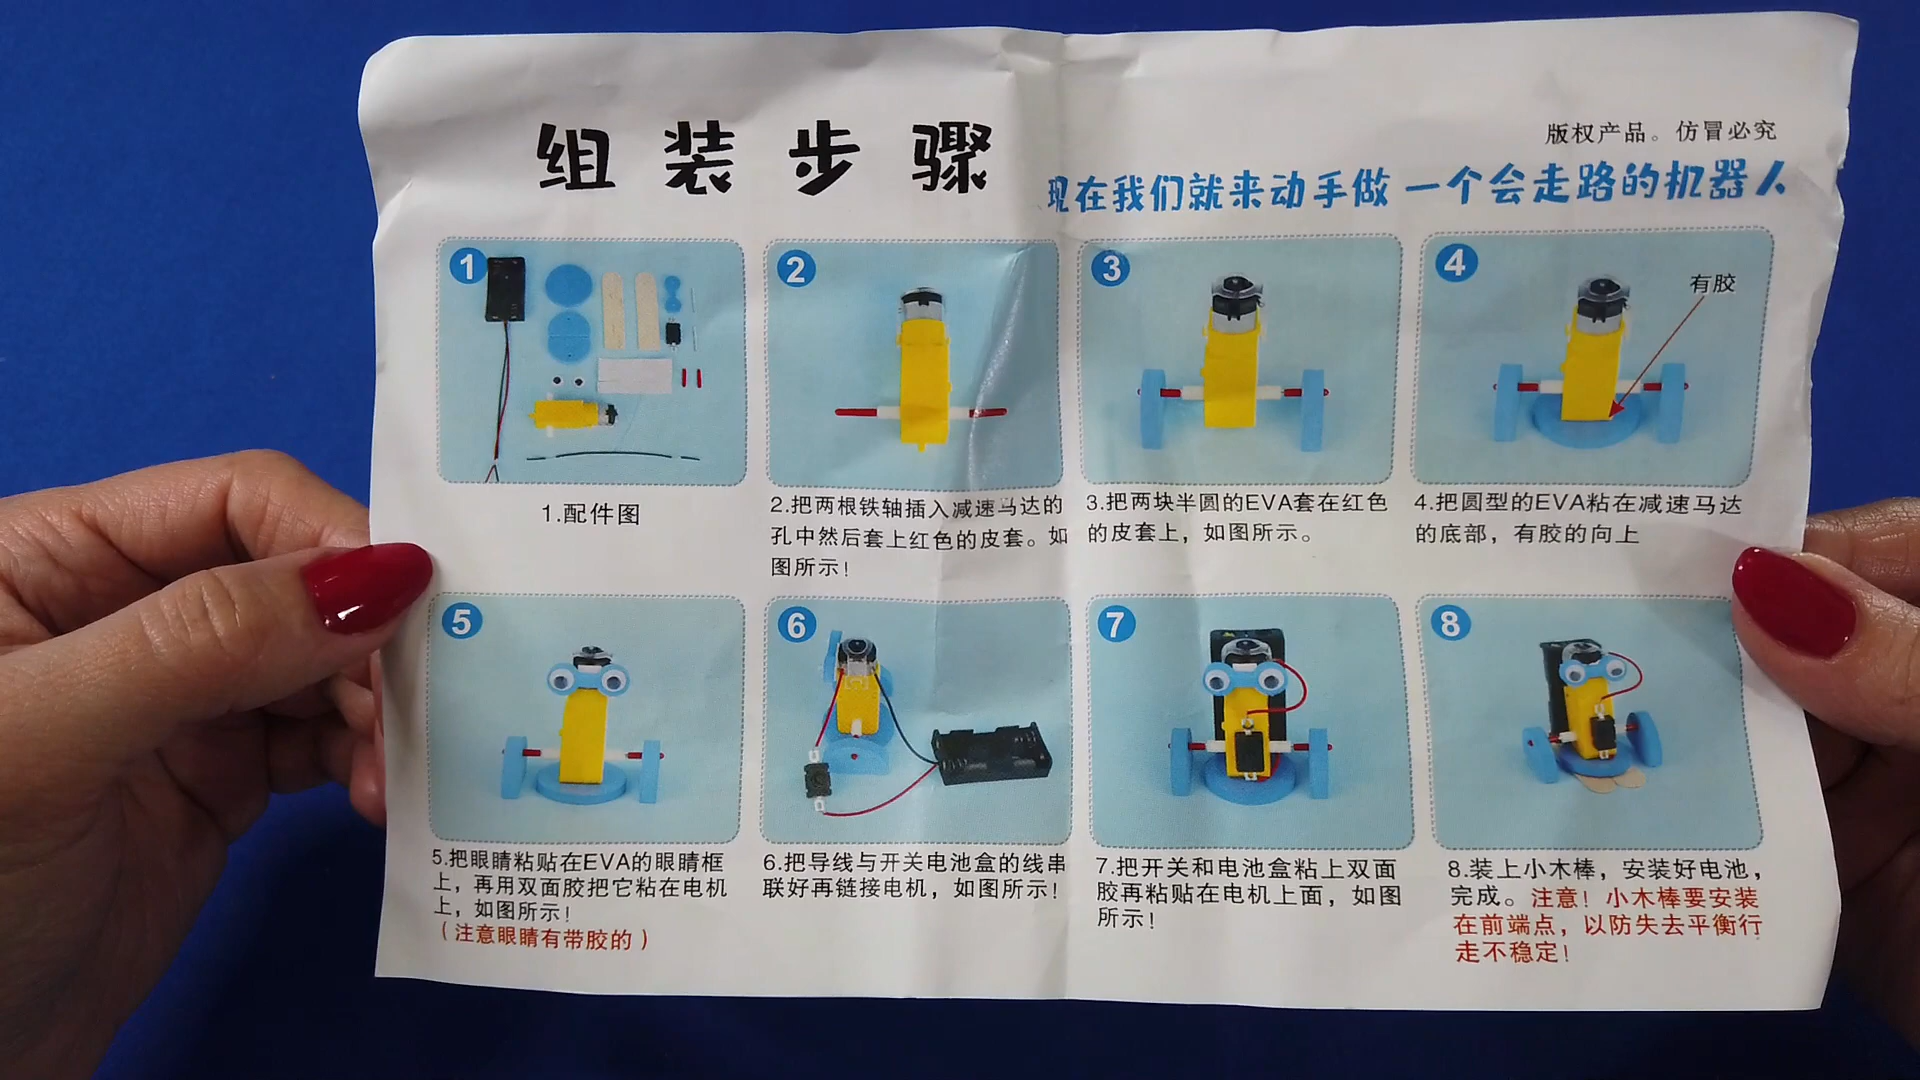 组装步骤
版权产品。仿冒必究
现在我们就来动手做一个会走路的机器人
1
2
3
4
有胶
1.配件图
2.把两根铁轴插入减速马达的
孔中然后套上红色的皮套。如
图所示!
3.把两块半圆的EVA套在红色
的皮套上，如图所示。
4.把圆型的EVA粘在减速马达
的底部，有胶的向上
5
6
7
8
5.把眼睛粘贴在EVA的眼睛框
上，再用双面胶把它粘在电机
上，如图所示!
(注意眼睛有带胶的)
6.把导线与开关电池盒的线串
联好再链接电机，如图所示!
7.把开关和电池盒粘上双面
胶再粘贴在电机上面，如图
所示!
8.装上小木棒，安装好电池，
完成。注意!小木棒要安装
在前端点，以防失去平衡行
走不稳定!